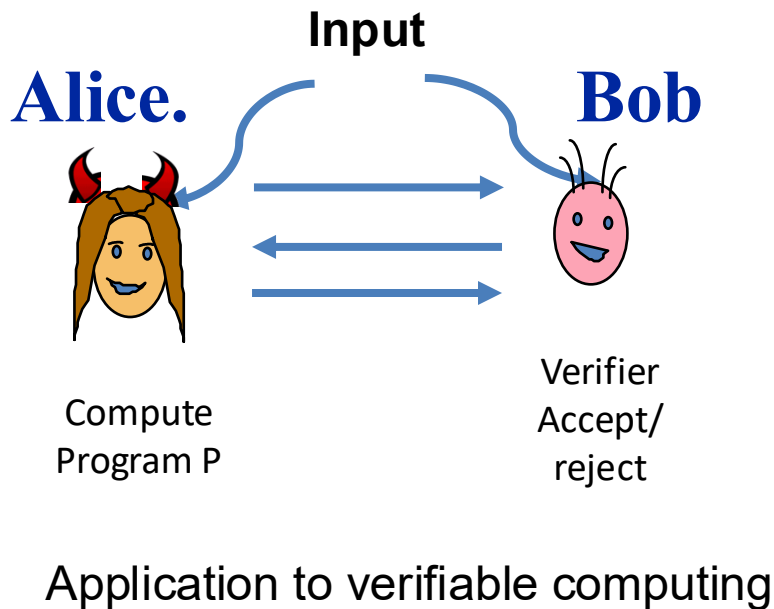 Input
Alice.
Bob
Compute
Program P
Verifier
Accept/
reject
Application to verifiable computing